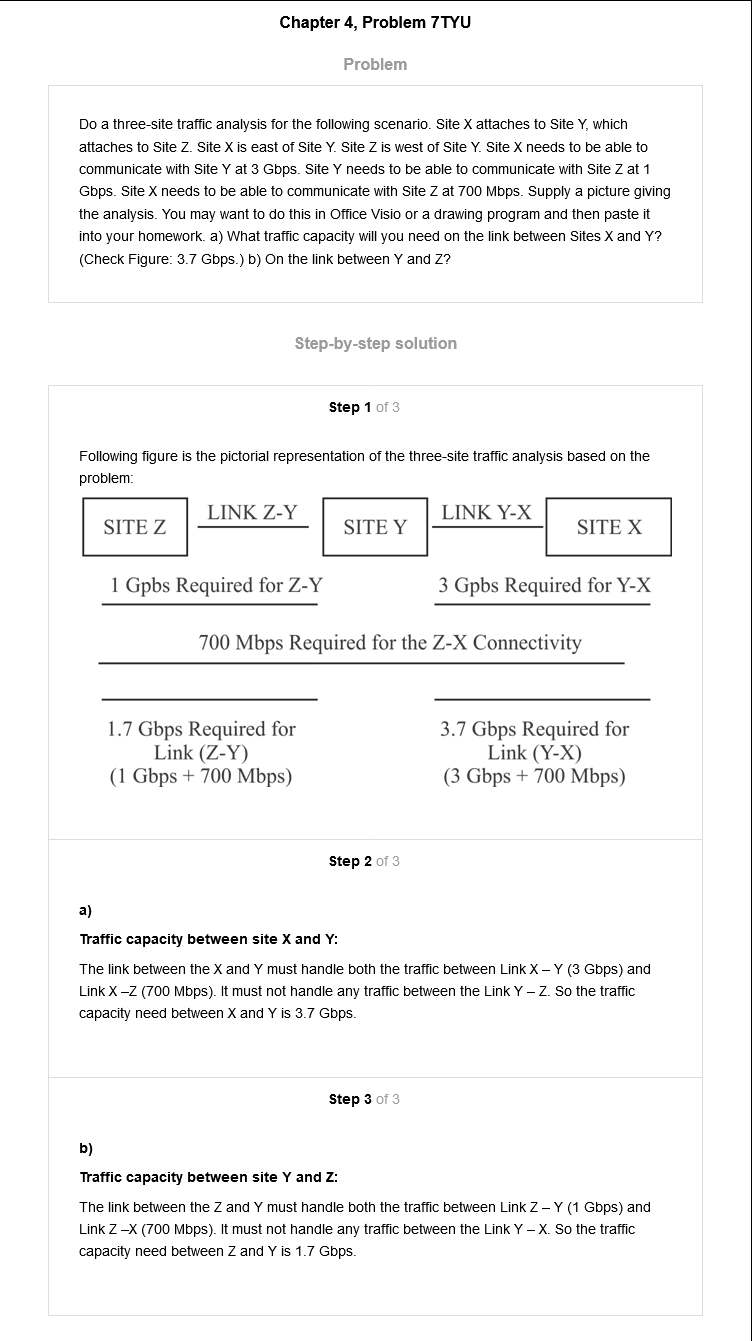 Chapter 4, Problem 7TYU
Problem
Do a three-site traffic analysis for the following scenario. Site X attaches to Site Y, which
attaches to Site Z. Site X is east of Site Y. Site Z is west of Site Y. Site X needs to be able to
communicate with Site Y at 3 Gbps. Site Y needs to be able to communicate with Site Z at 1
Gbps. Site X needs to be able to communicate with Site Z at 700 Mbps. Supply a picture giving
the analysis. You may want to do this in Office Visio or a drawing program and then paste it
into your homework. a) What traffic capacity will you need on the link between Sites X and Y?
(Check Figure: 3.7 Gbps.) b) On the link between Y and Z?
Step-by-step solution
Step 1 of 3
Following figure is the pictorial representation of the three-site traffic analysis based on the
problem:
SITE Z LINK Z-Y SITE Y LINK Y-X SITE X
1 Gpbs Required for Z-Y 3 Gpbs Required for Y-X
700 Mbps Required for the Z-X Connectivity
1.7 Gbps Required for 3.7 Gbps Required for
Link (Z-Y) Link (Y-X)
(1 Gbps + 700 Mbps) (3 Gbps + 700 Mbps)
Step 2 of 3
a)
Traffic capacity between site X and Y:
The link between the X and Y must handle both the traffic between Link X – Y (3 Gbps) and
Link X –Z (700 Mbps). It must not handle any traffic between the Link Y – Z. So the traffic
capacity need between X and Y is 3.7 Gbps.
Step 3 of 3
b)
Traffic capacity between site Y and Z:
The link between the Z and Y must handle both the traffic between Link Z – Y (1 Gbps) and
Link Z –X (700 Mbps). It must not handle any traffic between the Link Y – X. So the traffic
capacity need between Z and Y is 1.7 Gbps.